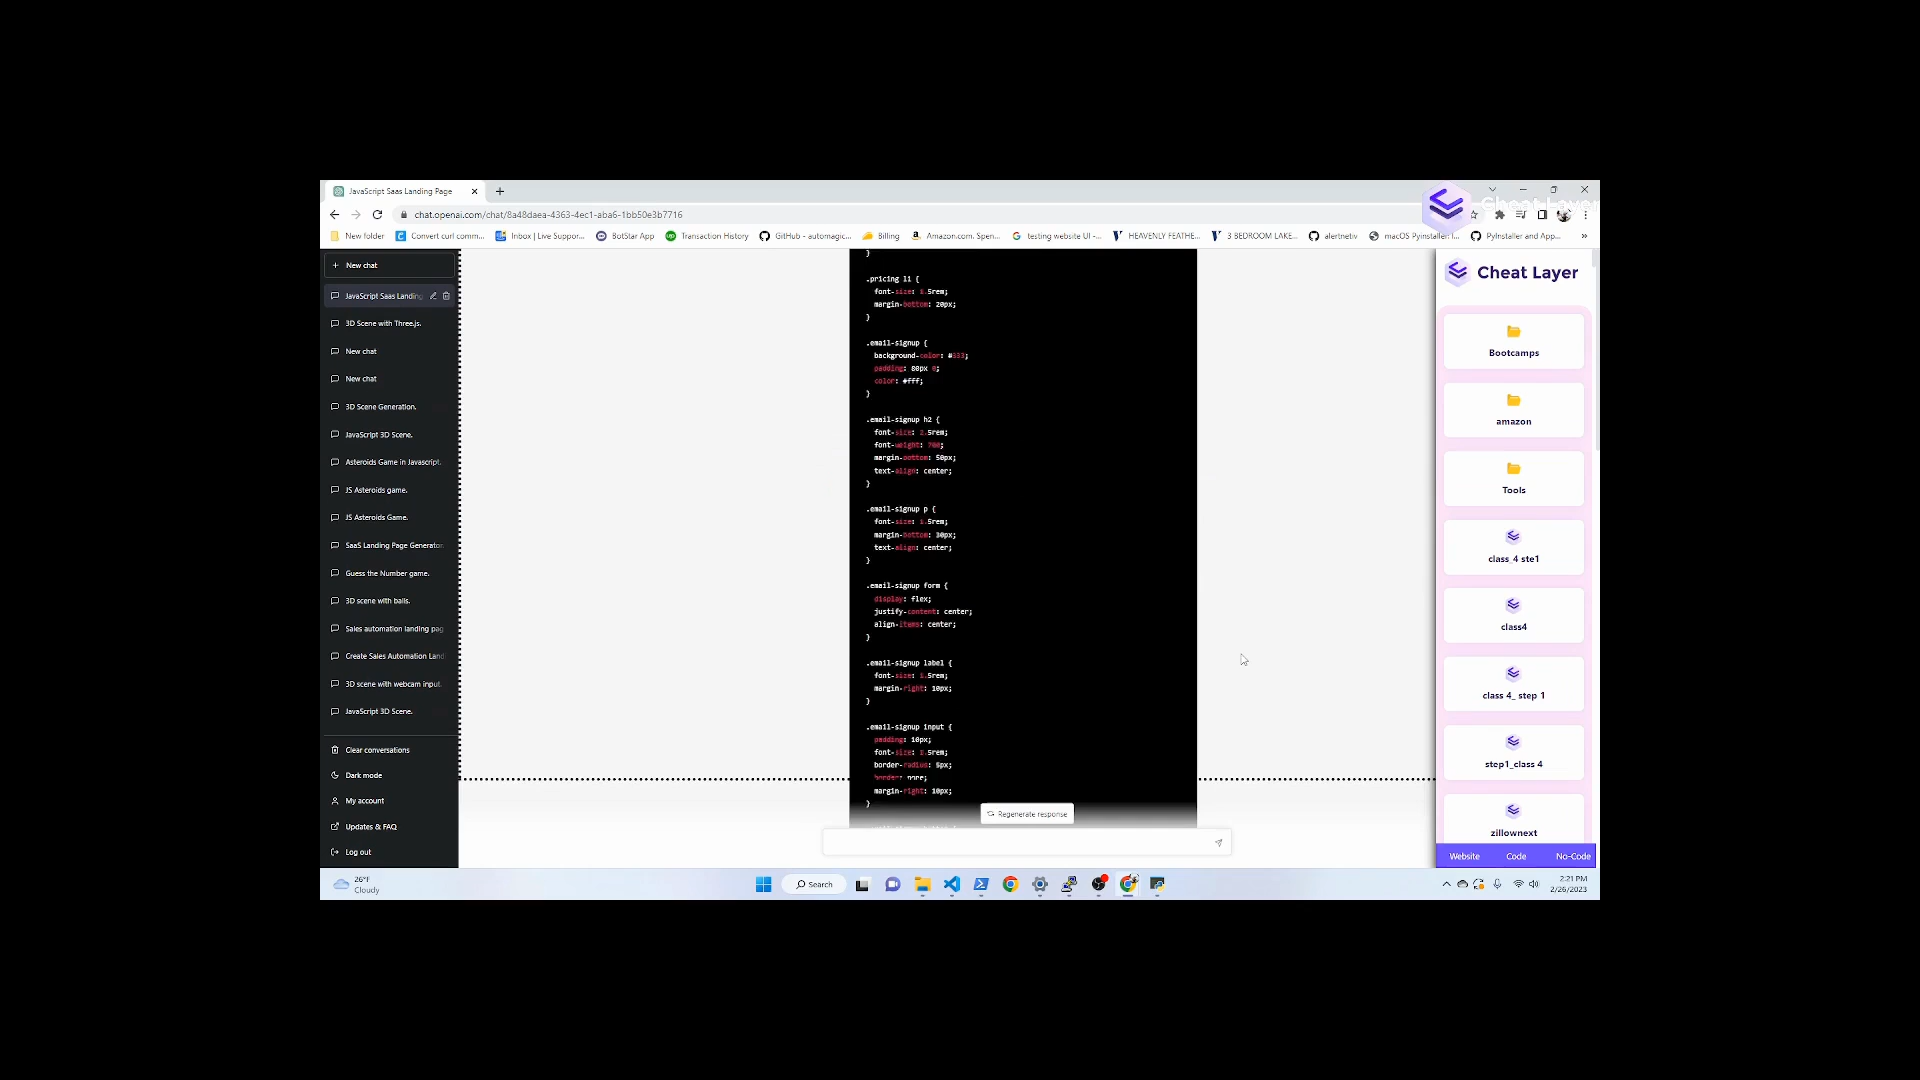 JavaScript Saas Landing Page
chat.openai.com/chat/8a48daea-4363-4ec1-aba6-1bb50e3b7716
New folder
Convert curl comm...
Inbox | Live Suppor...
BotStar App
Transaction History
GitHub - automagic...
Billing
Amazon.com. Spen...
testing website UI -...
HEAVENLY FEATHE...
3 BEDROOM LAKE...
alertnetiv
macOS Pyinstaller...
PyInstaller and App...
»
New chat
JavaScript Saas Landing
3D Scene with Three.js.
New chat
New chat
3D Scene Generation.
JavaScript 3D Scene.
Asteroids Game in Javascript.
JS Asteroids game.
JS Asteroids Game.
SaaS Landing Page Generator
Guess the Number game.
3D scene with balls.
Sales automation landing pag
Create Sales Automation Land
3D scene with webcam input.
JavaScript 3D Scene.
Clear conversations
Dark mode
My account
Updates & FAQ
Log out
}
.pricing li {
font-size: 1.5rem;
margin-bottom: 20px;
}
.email-signup {
background-color: #333;
padding: 80px 0;
color: #fff;
}
.email-signup h2 {
font-size: 2.5rem;
font-weight: 700;
margin-bottom: 50px;
text-align: center;
}
.email-signup p {
font-size: 1.5rem;
margin-bottom: 30px;
text-align: center;
}
.email-signup form {
display: flex;
justify-content: center;
align-items: center;
}
.email-signup label {
font-size: 1.5rem;
margin-right: 10px;
}
.email-signup input {
padding: 10px;
font-size: 1.5rem;
border-radius: 5px;
border: none;
margin-right: 10px;
}
Regenerate response
Cheat Layer
Cheat Layer
Bootcamps
amazon
Tools
class 4 ste1
class4
class 4_ step 1
step1_class 4
zillownext
Website
Code
No-Code
26°F
Cloudy
Search
2:21 PM
2/26/2023